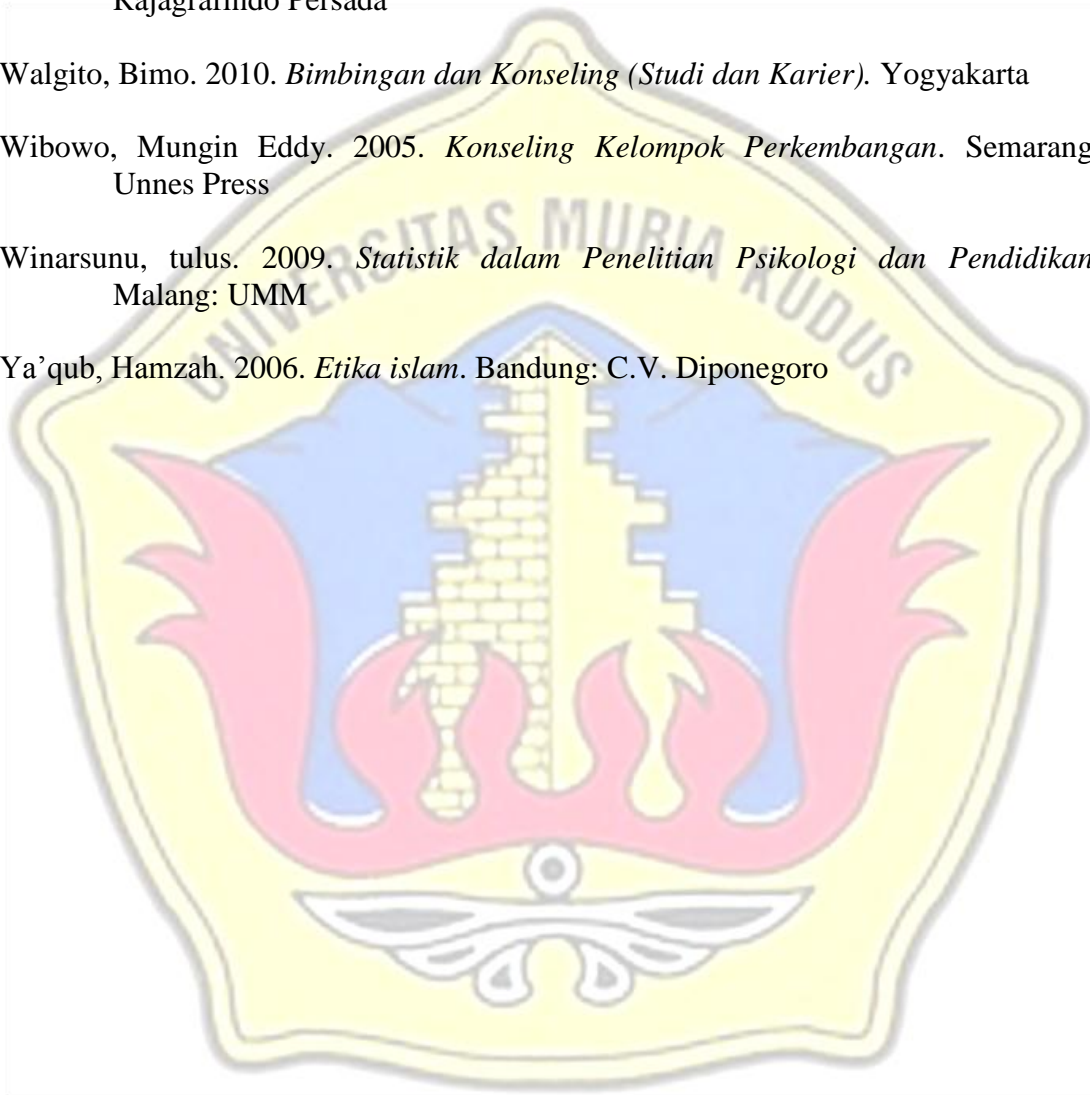 Rajagrafindo Persada
Walgito, Bimo. 2010. Bimbingan dan Konseling (Studi dan Karier). Yogyakarta
Wibowo, Mungin Eddy. 2005. Konseling Kelompok Perkembangan. Semarang
Unnes Press
Winarsunu, tulus. 2009. Statistik dalam Penelitian Psikologi dan Pendidikan
Malang: UMM
Ya’qub, Hamzah. 2006. Etika islam. Bandung: C.V. Diponegoro
UNIVERSITAS MURIA KUDUS